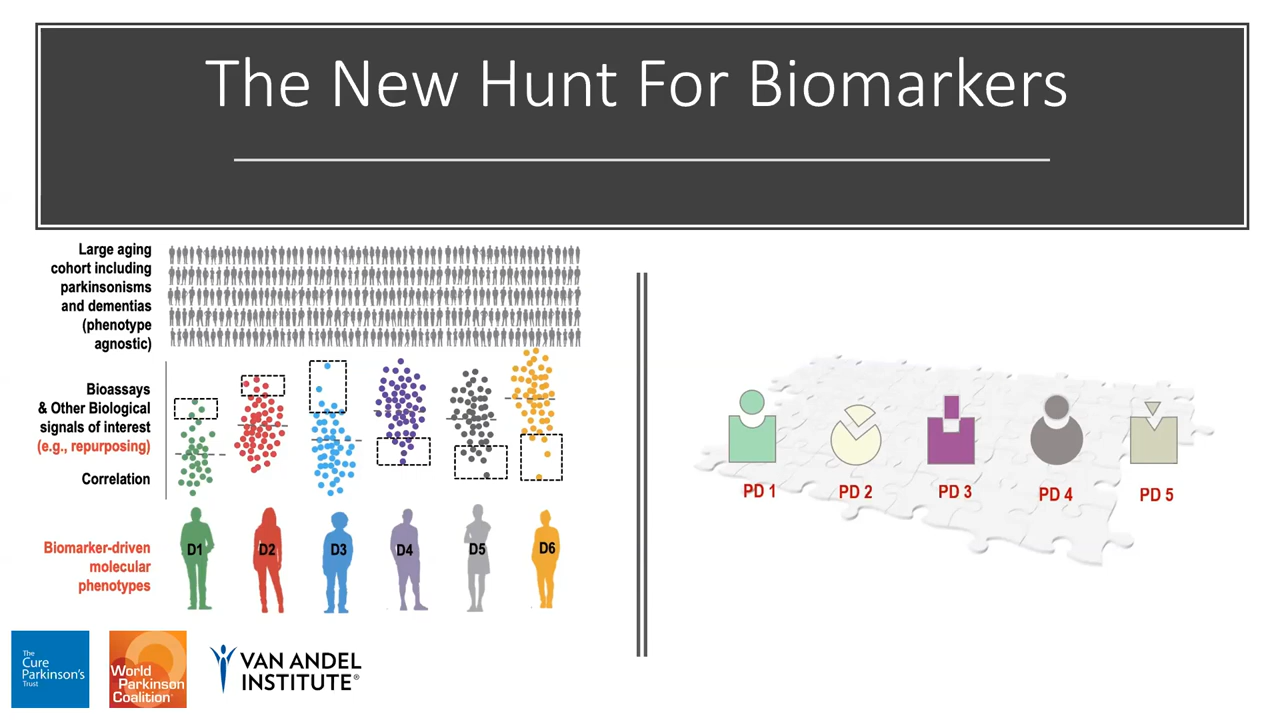 The New Hunt For Biomarkers
Large aging
cohort including
parkinsonisms
and dementias
(phenotype
agnostic)
Bioassays
& Other Biological
signals of interest
(e.g., repurposing)
Correlation
Biomarker-driven
molecular
phenotypes
D1
D2
D3
D4
D5
D6
PD 1
PD 2
PD 3
PD 4
PD 5
The
Cure
Parkinson's
Trust
World
Parkinson
Coalition®
VAN ANDEL
INSTITUTE®